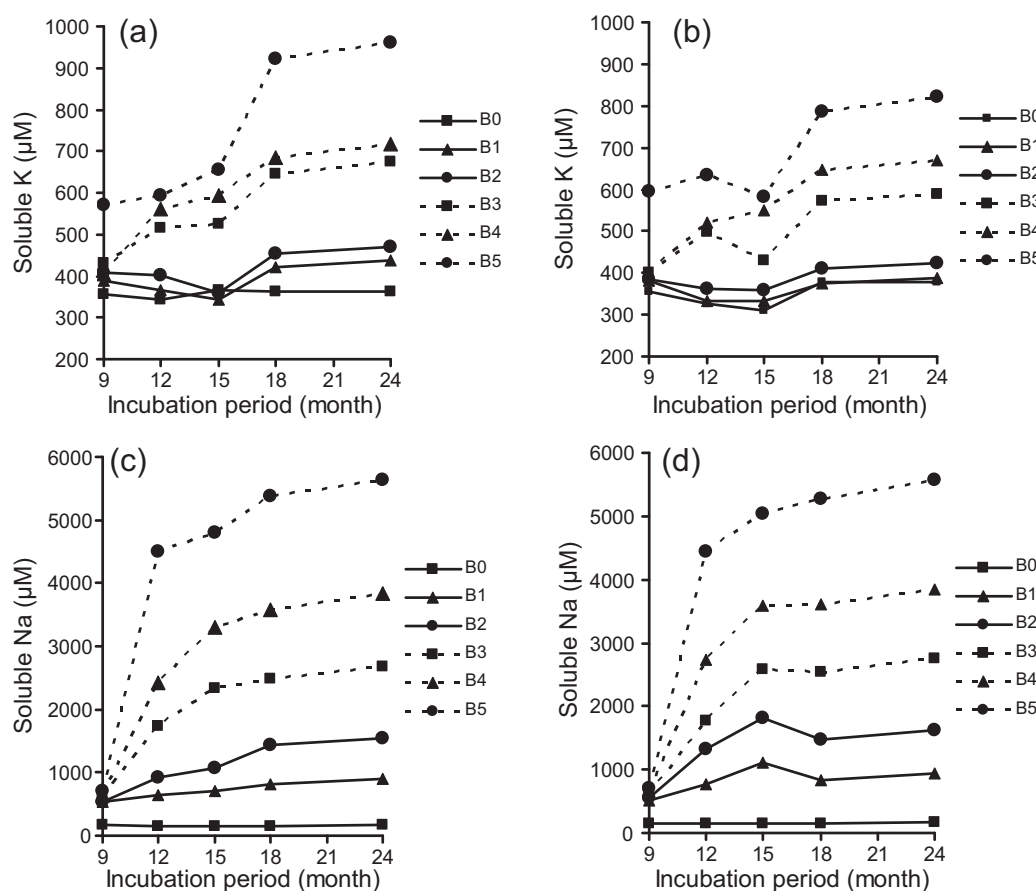 (a)
1000
900
800
700
600
500
400
300
200
Soluble K (µM)
9 12 15 18 21 24
Incubation period (month)
B0
B1
B2
B3
B4
B5
(b)
1000
900
800
700
600
500
400
300
200
Soluble K (µM)
9 12 15 18 21 24
Incubation period (month)
B0
B1
B2
B3
B4
B5
(c)
6000
5000
4000
3000
2000
1000
0
Soluble Na (µM)
9 12 15 18 21 24
Incubation period (month)
B0
B1
B2
B3
B4
B5
(d)
6000
5000
4000
3000
2000
1000
0
Soluble Na (µM)
9 12 15 18 21 24
Incubation period (month)
B0
B1
B2
B3
B4
B5